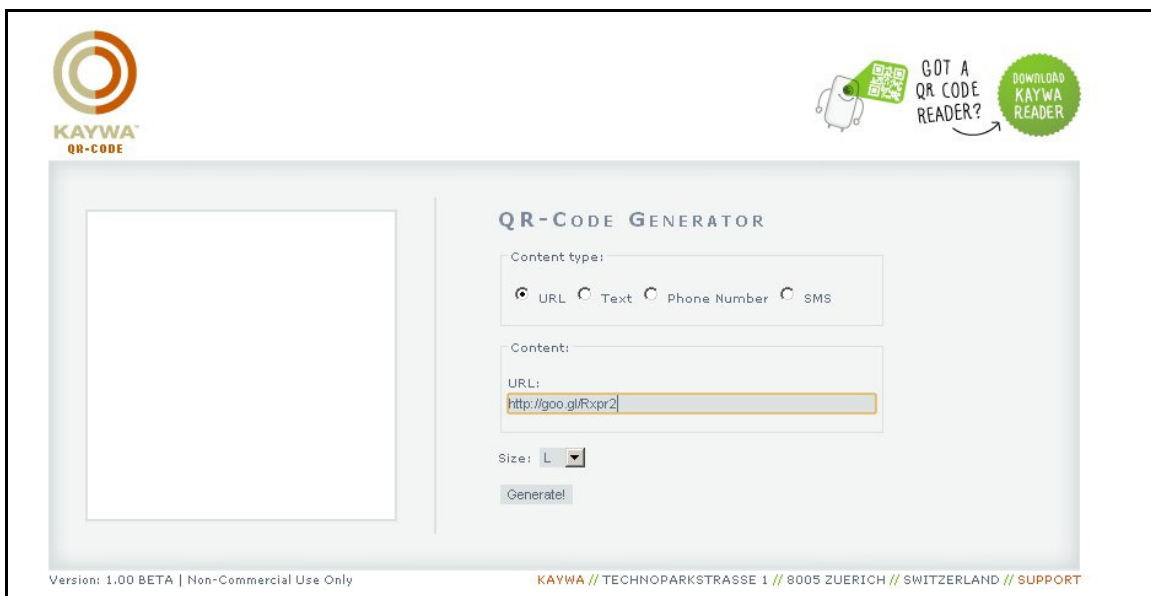 KAYWA
QR-CODE
GOT A
QR CODE
READER?
DOWNLOAD
KAYWA
READER
QR-CODE GENERATOR
Content type:
URL Text Phone Number SMS
Content:
URL:
http://goo.gl/Rxpr2
Size: L
Generate!
Version: 1.00 BETA | Non-Commercial Use Only
KAYWA // TECHNOPARKSTRASSE 1 // 8005 ZUERICH // SWITZERLAND // SUPPORT